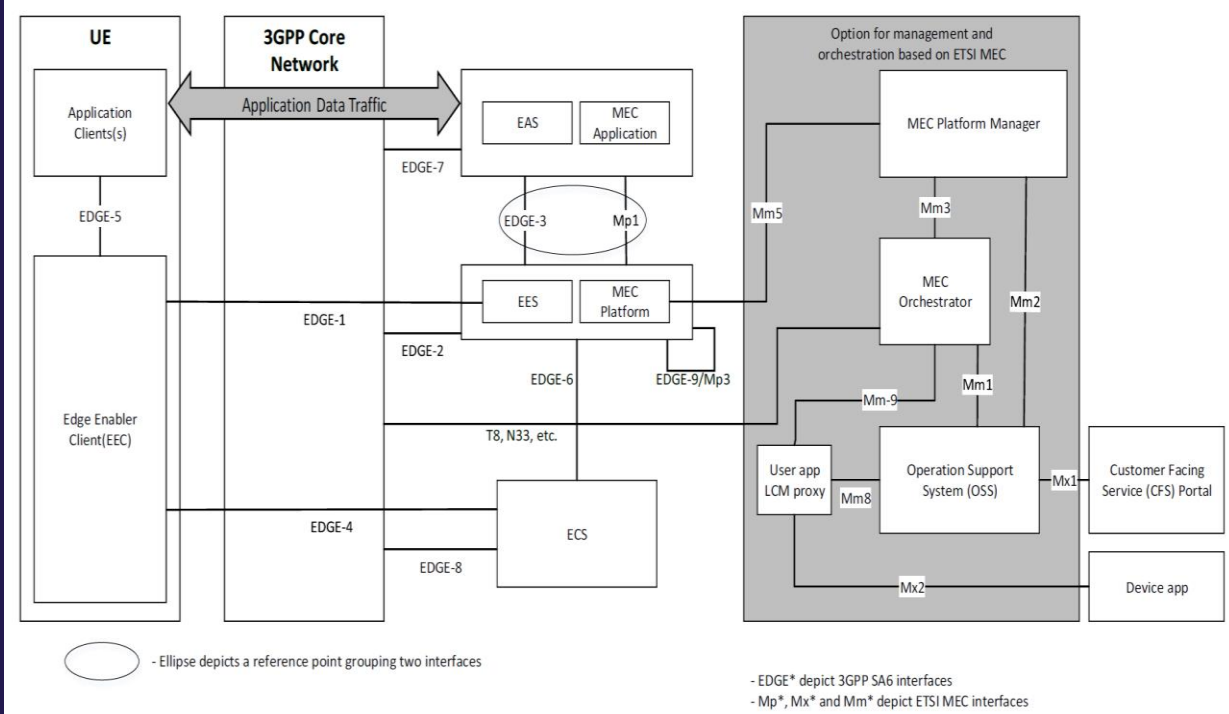 UE
3GPP Core
Network
Option for management and
orchestration based on ETSI MEC
Application
Clients(s)
Application Data Traffic
EAS
MEC
Application
MEC Platform Manager
EDGE-7
EDGE-5
EDGE-3
Mp1
Mm5
Mm3
MEC
Orchestrator
Mm2
EES
MEC
Platform
EDGE-1
EDGE-2
EDGE-6
EDGE-9/Mp3
Mm1
Mm-9
Edge Enabler
Client(EEC)
T8, N33, etc.
User app
LCM proxy
Mm8
Operation Support
System (OSS)
Mx1
Customer Facing
Service (CFS) Portal
EDGE-4
ECS
EDGE-8
Mx2
Device app
- Ellipse depicts a reference point grouping two interfaces
- EDGE* depict 3GPP SA6 interfaces
- Mp*, Mx* and Mm* depict ETSI MEC interfaces